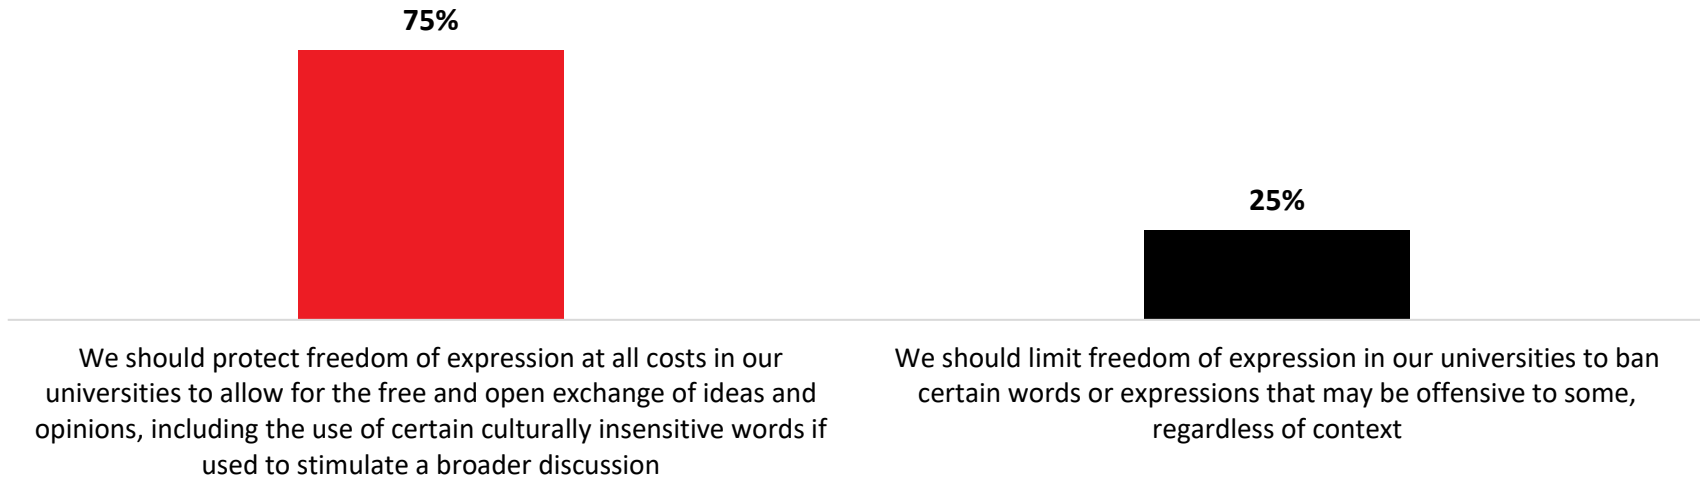 75%
25%
We should protect freedom of expression at all costs in our
universities to allow for the free and open exchange of ideas and
opinions, including the use of certain culturally insensitive words if
used to stimulate a broader discussion
We should limit freedom of expression in our universities to ban
certain words or expressions that may be offensive to some,
regardless of context